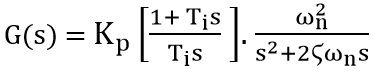 G(s) = K_p [ (1 + T_i s) / (T_i s) ] . ω_n^2 / (s^2 + 2ζω_n s)